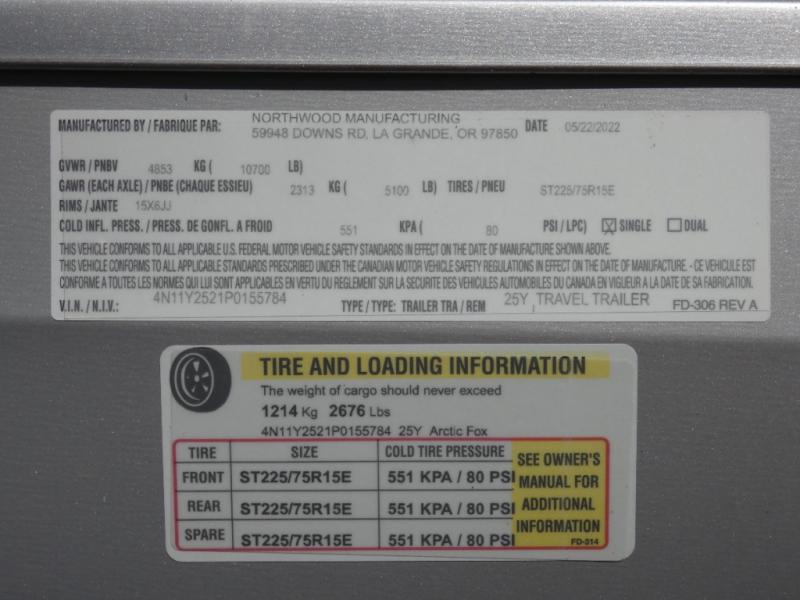 MANUFACTURED BY / FABRIQUE PAR: NORTHWOOD MANUFACTURING
59948 DOWNS RD, LA GRANDE, OR 97850 DATE 05/22/2022
GVWR / PNBV 4853 KG ( 10700 LB)
GAWR (EACH AXLE) / PNBE (CHAQUE ESSIEU) 2313 KG ( 5100 LB) TIRES / PNEU ST225/75R15E
RIMS / JANTE 15X6JJ
COLD INFL. PRESS. / PRESS. DE GONFL. A FROID 551 KPA ( 80 PSI / LPC) SINGLE DUAL
THIS VEHICLE CONFORMS TO ALL APPLICABLE U.S. FEDERAL MOTOR VEHICLE SAFETY STANDARDS IN EFFECT ON THE DATE OF MANUFACTURE SHOWN ABOVE.
THIS VEHICLE CONFORMS TO ALL APPLICABLE STANDARDS PRESCRIBED UNDER THE CANADIAN MOTOR VEHICLE SAFETY REGULATIONS IN EFFECT ON THE DATE OF MANUFACTURE. - CE VEHICULE EST
CONFORME A TOUTES LES NORMES QUI LUI SONT APPLICABLES EN VERTU DU REGLEMENT SUR LA SECURITE DES VEHICULES AUTOMOBILES DU CANADA EN VIGUEUR A LA DATE DE SA FABRICATION.
V.I.N. / N.I.V.: 4N11Y2521P0155784 TYPE / TYPE: TRAILER TRA / REM 25Y TRAVEL TRAILER FD-306 REV A
TIRE AND LOADING INFORMATION
The weight of cargo should never exceed
1214 Kg 2676 Lbs
4N11Y2521P0155784 25Y Arctic Fox
TIRE SIZE COLD TIRE PRESSURE
FRONT ST225/75R15E 551 KPA / 80 PSI
REAR ST225/75R15E 551 KPA / 80 PSI
SPARE ST225/75R15E 551 KPA / 80 PSI
SEE OWNER'S
MANUAL FOR
ADDITIONAL
INFORMATION
FD-314